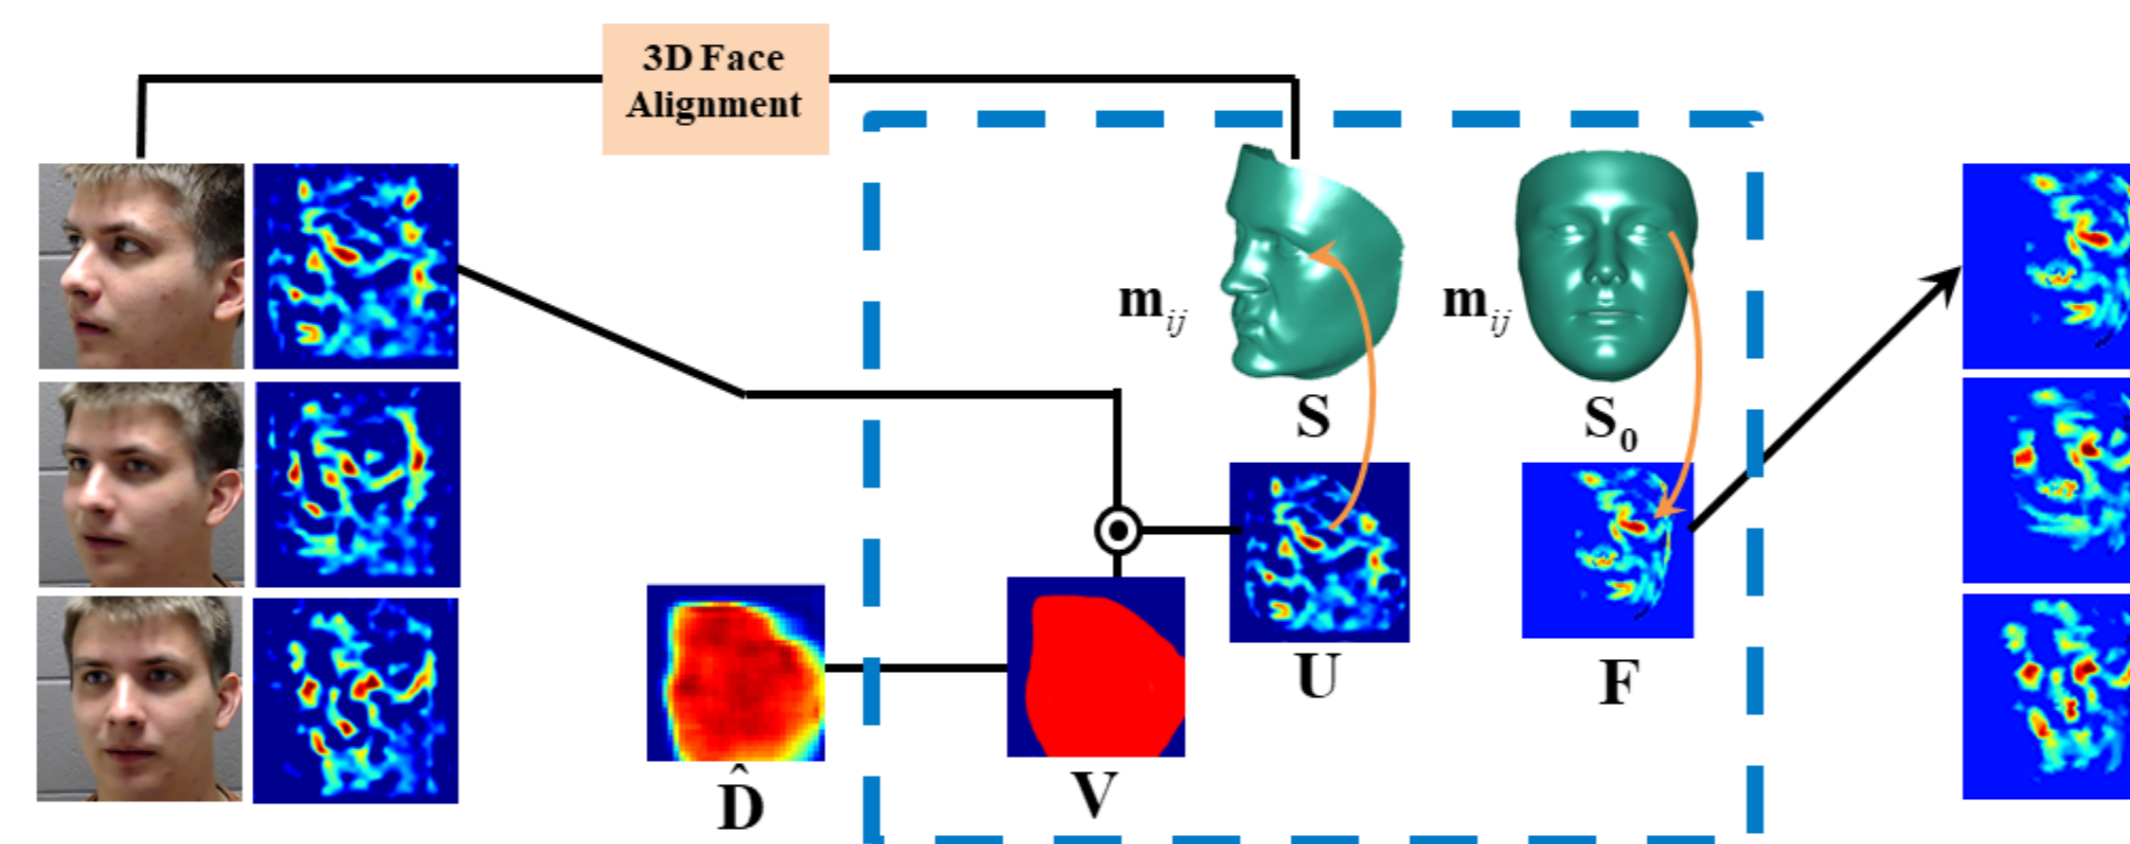 3D Face
Alignment
m_ij
m_ij
S
S_0
U
F
D̂
V